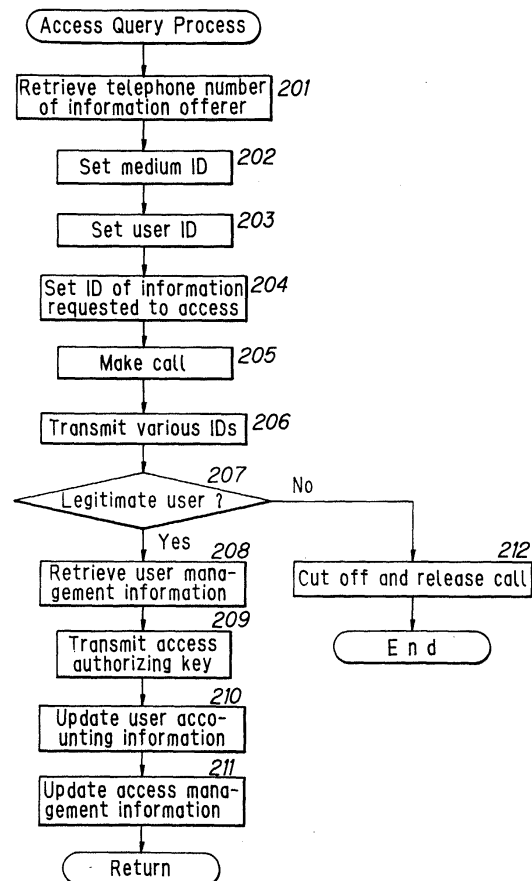 Access Query Process
Retrieve telephone number
of information offerer
201
Set medium ID
202
Set user ID
203
Set ID of information
requested to access
204
Make call
205
Transmit various IDs
206
207
Legitimate user ?
No
Yes
208
Retrieve user mana-
gement information
212
Cut off and release call
209
Transmit access
authorizing key
End
210
Update user acco-
unting information
211
Update access mana-
gement information
Return